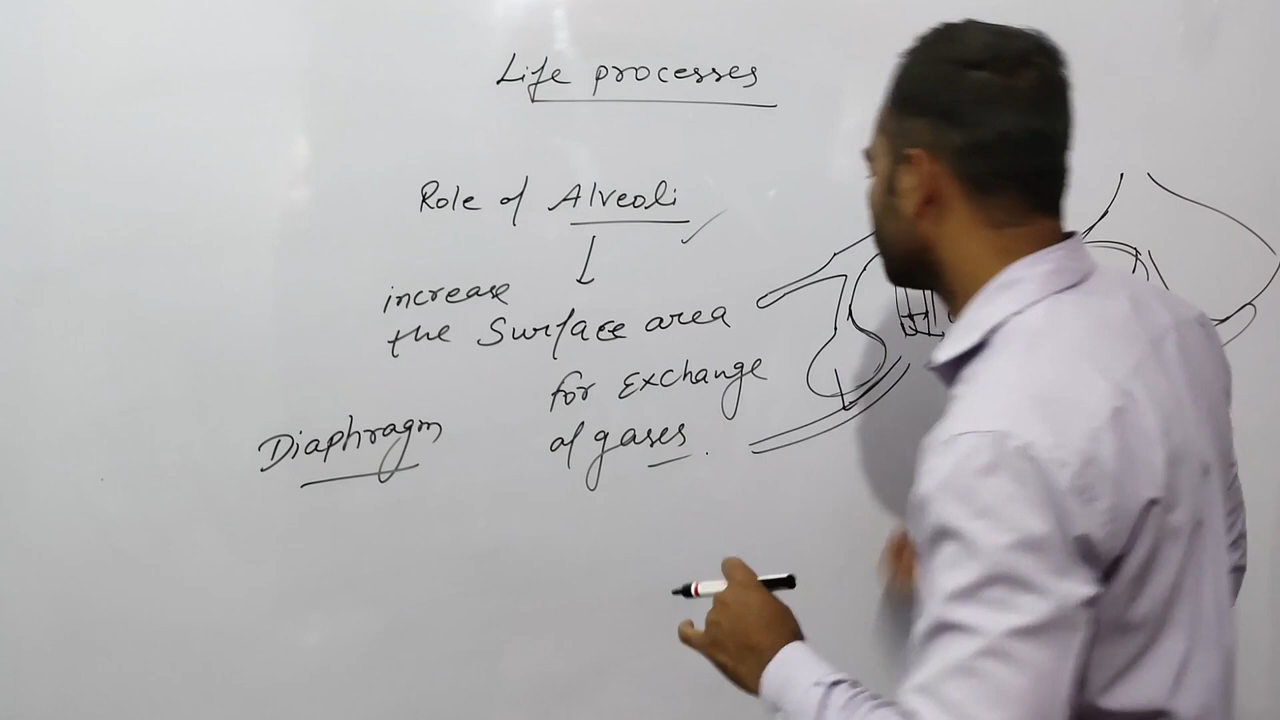 Life processes
Role of Alveoli
increase
the Surface area
for Exchange
of gases.
Diaphragm